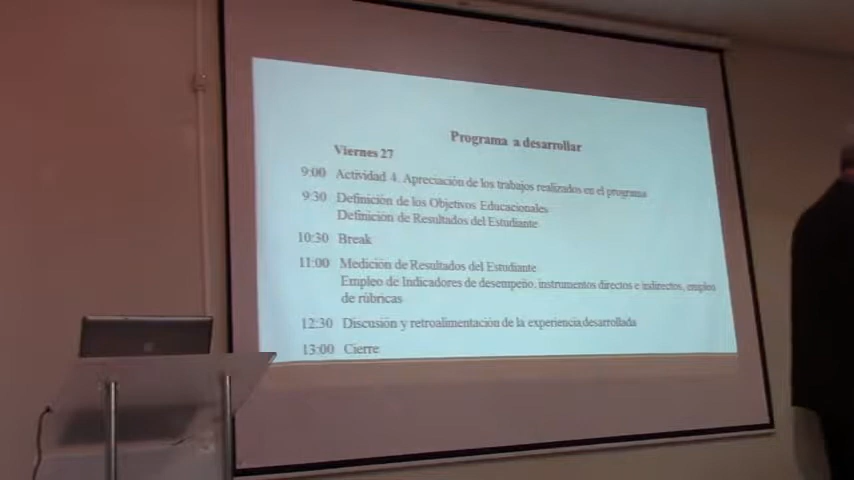 Programa a desarrollar
Viernes 27
9:00 Actividad 4. Apreciación de los trabajos realizados en el programa
9:30 Definición de los Objetivos Educacionales
Definición de Resultados del Estudiante
10:30 Break
11:00 Medición de Resultados del Estudiante
Empleo de Indicadores de desempeño, instrumentos directos e indirectos, empleo
de rúbricas
12:30 Discusión y retroalimentación de la experiencia desarrollada
13:00 Cierre